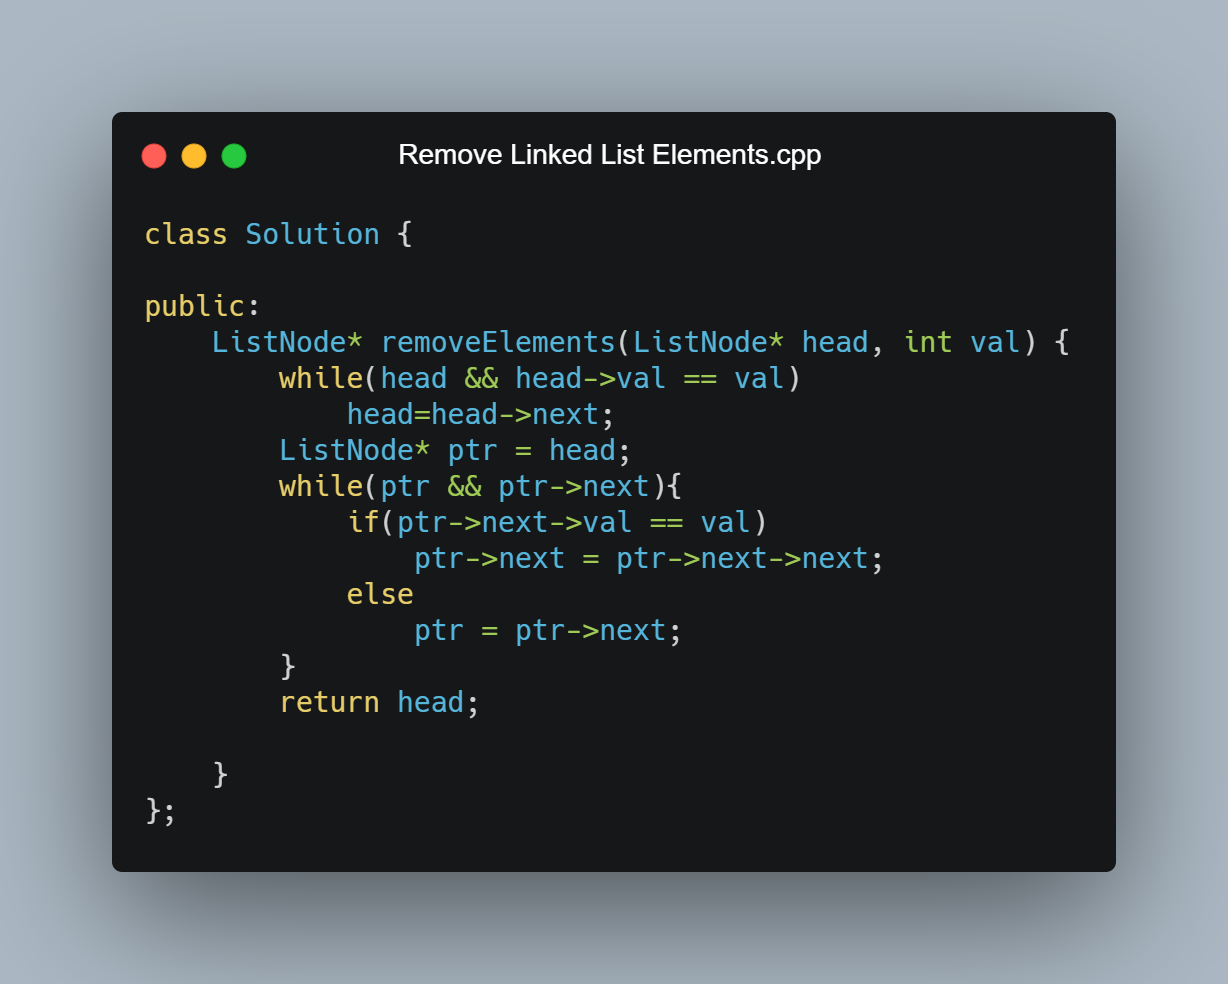 Remove Linked List Elements.cpp
class Solution {
public:
    ListNode* removeElements(ListNode* head, int val) {
        while(head && head->val == val)
            head=head->next;
        ListNode* ptr = head;
        while(ptr && ptr->next){
            if(ptr->next->val == val)
                ptr->next = ptr->next->next;
            else
                ptr = ptr->next;
        }
        return head;
    }
};